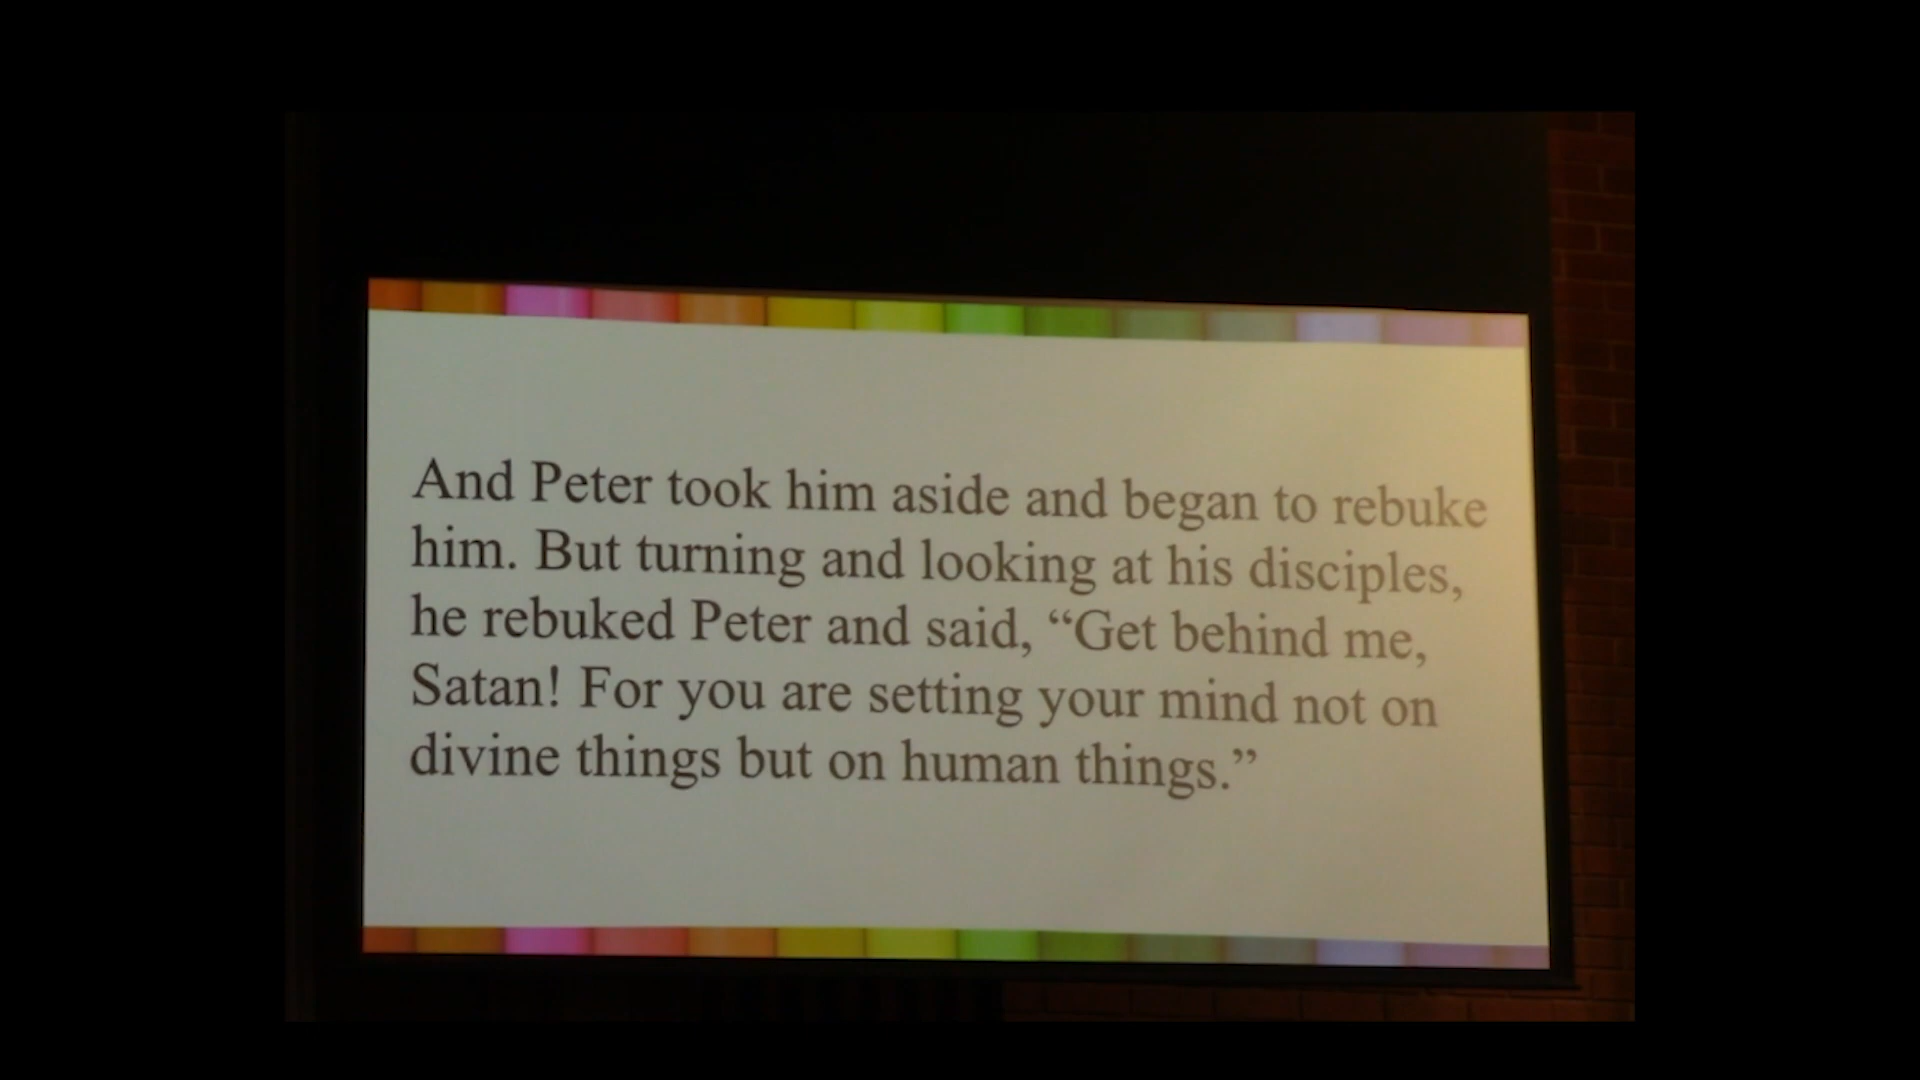 And Peter took him aside and began to rebuke
him. But turning and looking at his disciples,
he rebuked Peter and said, “Get behind me,
Satan! For you are setting your mind not on
divine things but on human things.”